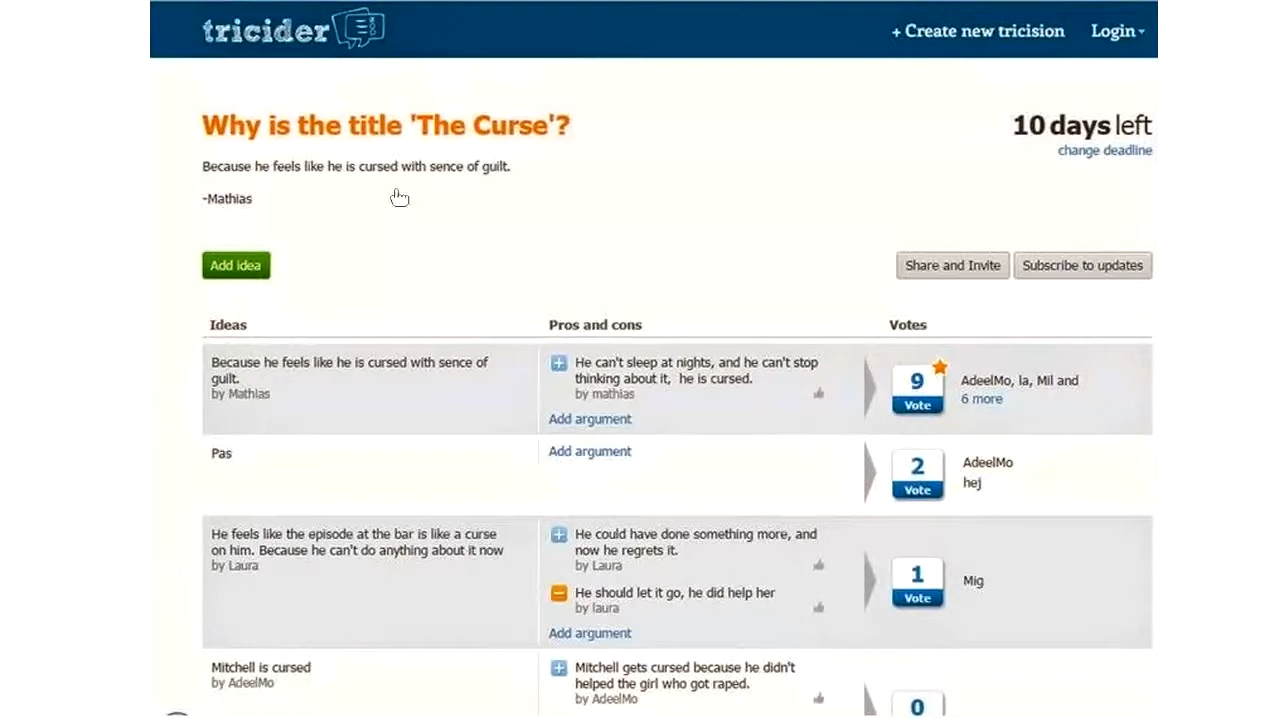 tricider
+ Create new tricision
Login
Why is the title 'The Curse'?
10 days left
change deadline
Because he feels like he is cursed with sence of guilt.
-Mathias
Add idea
Share and Invite
Subscribe to updates
Ideas
Pros and cons
Votes
Because he feels like he is cursed with sence of
guilt.
by Mathias
He can't sleep at nights, and he can't stop
thinking about it,  he is cursed.
by mathias
Add argument
9
Vote
AdeelMo, Ia, Mil and
6 more
Pas
Add argument
2
Vote
AdeelMo
hej
He feels like the episode at the bar is like a curse
on him. Because he can't do anything about it now
by Laura
He could have done something more, and
now he regrets it.
by Laura
He should let it go, he did help her
by laura
Add argument
1
Vote
Mig
Mitchell is cursed
by AdeelMo
Mitchell gets cursed because he didn't
helped the girl who got raped.
by AdeelMo
0